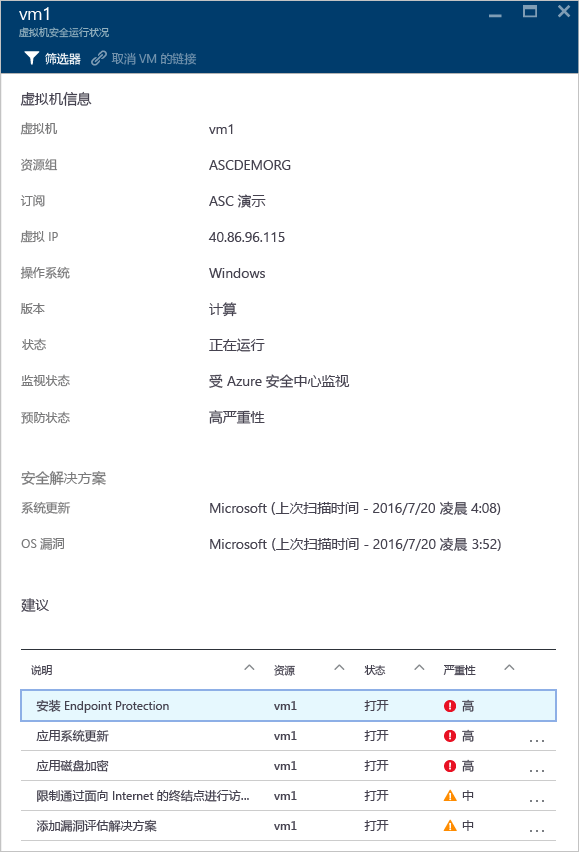 vm1
虚拟机安全运行状况
筛选器 取消 VM 的链接
虚拟机信息
虚拟机 vm1
资源组 ASCDEMORG
订阅 ASC 演示
虚拟 IP 40.86.96.115
操作系统 Windows
版本 计算
状态 正在运行
监视状态 受 Azure 安全中心监视
预防状态 高严重性
安全解决方案
系统更新 Microsoft (上次扫描时间 - 2016/7/20 凌晨 4:08)
OS 漏洞 Microsoft (上次扫描时间 - 2016/7/20 凌晨 3:52)
建议
说明 资源 状态 严重性
安装 Endpoint Protection vm1 打开 高
应用系统更新 vm1 打开 高 ...
应用磁盘加密 vm1 打开 高 ...
限制通过面向 Internet 的终结点进行访... vm1 打开 中 ...
添加漏洞评估解决方案 vm1 打开 中 ...